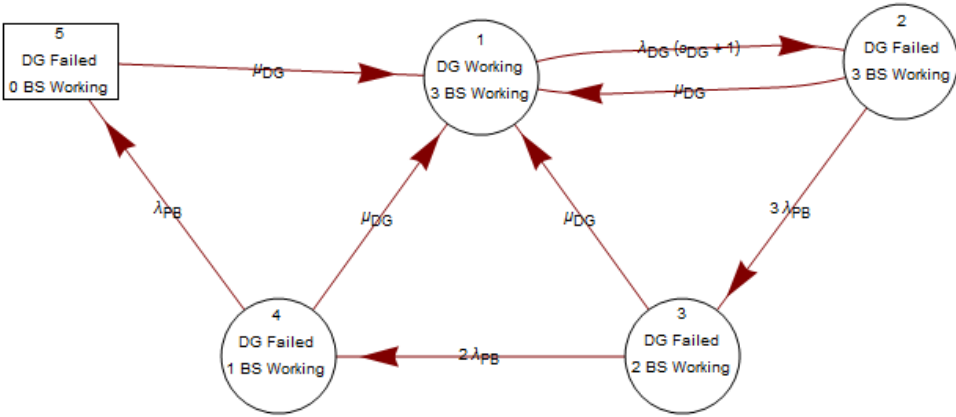 5
DG Failed
0 BS Working
μDG
1
DG Working
3 BS Working
λDG (ρDG + 1)
μDG
2
DG Failed
3 BS Working
λPB
μDG
μDG
3 λPB
4
DG Failed
1 BS Working
2 λPB
3
DG Failed
2 BS Working